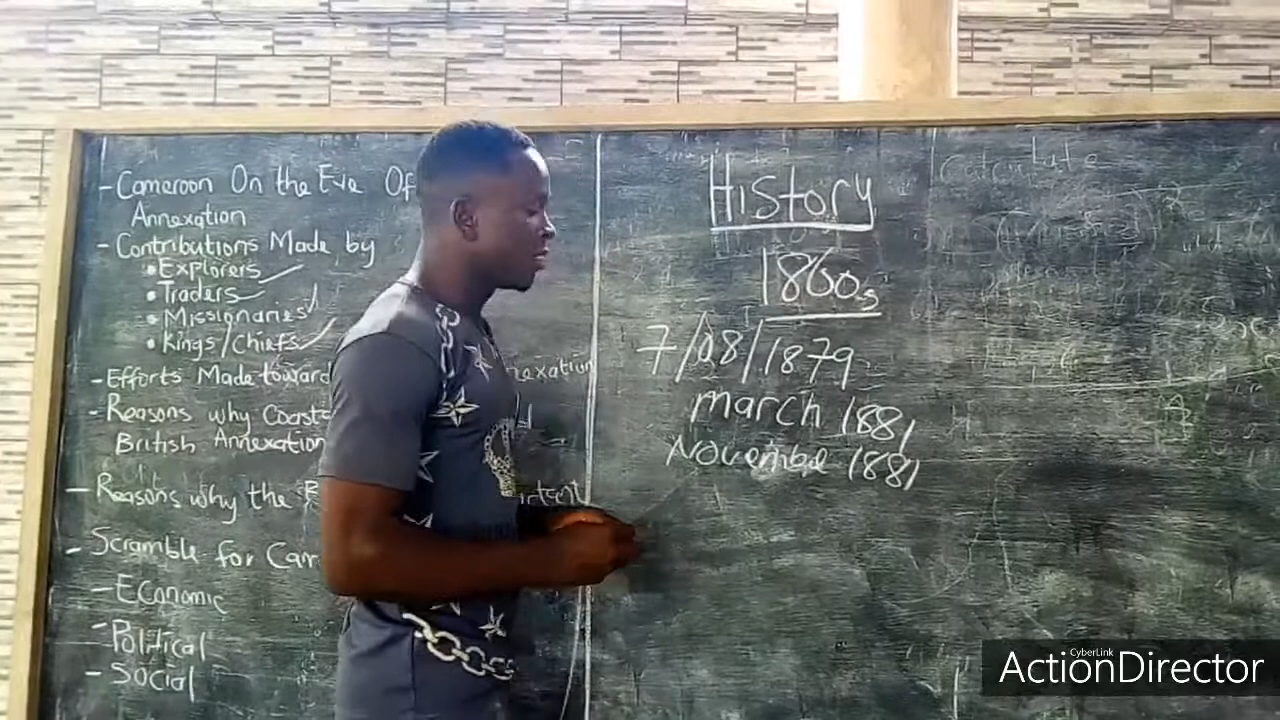 - Cameroon On the Eve Of
Annexation
- Contributions Made by
• Explorers
• Traders
• Missionaries
• Kings/Chiefs
- Efforts Made toward
- Reasons why Coast
British Annexation
- Reasons why the
- Scramble for Cam
- Economic
- Political
- Social
History
1860s
7/08/1879
march 1881
Novembe 1881
Calculate
CyberLink
ActionDirector